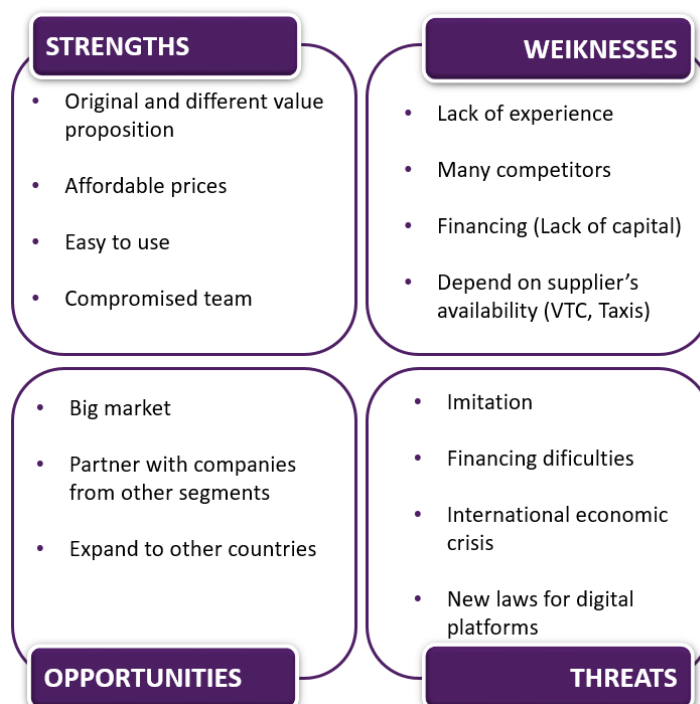 STRENGTHS
• Original and different value
proposition
• Affordable prices
• Easy to use
• Compromised team
WEIKNESSES
• Lack of experience
• Many competitors
• Financing (Lack of capital)
• Depend on supplier's
availability (VTC, Taxis)
• Big market
• Partner with companies
from other segments
• Expand to other countries
OPPORTUNITIES
• Imitation
• Financing dificulties
• International economic
crisis
• New laws for digital
platforms
THREATS